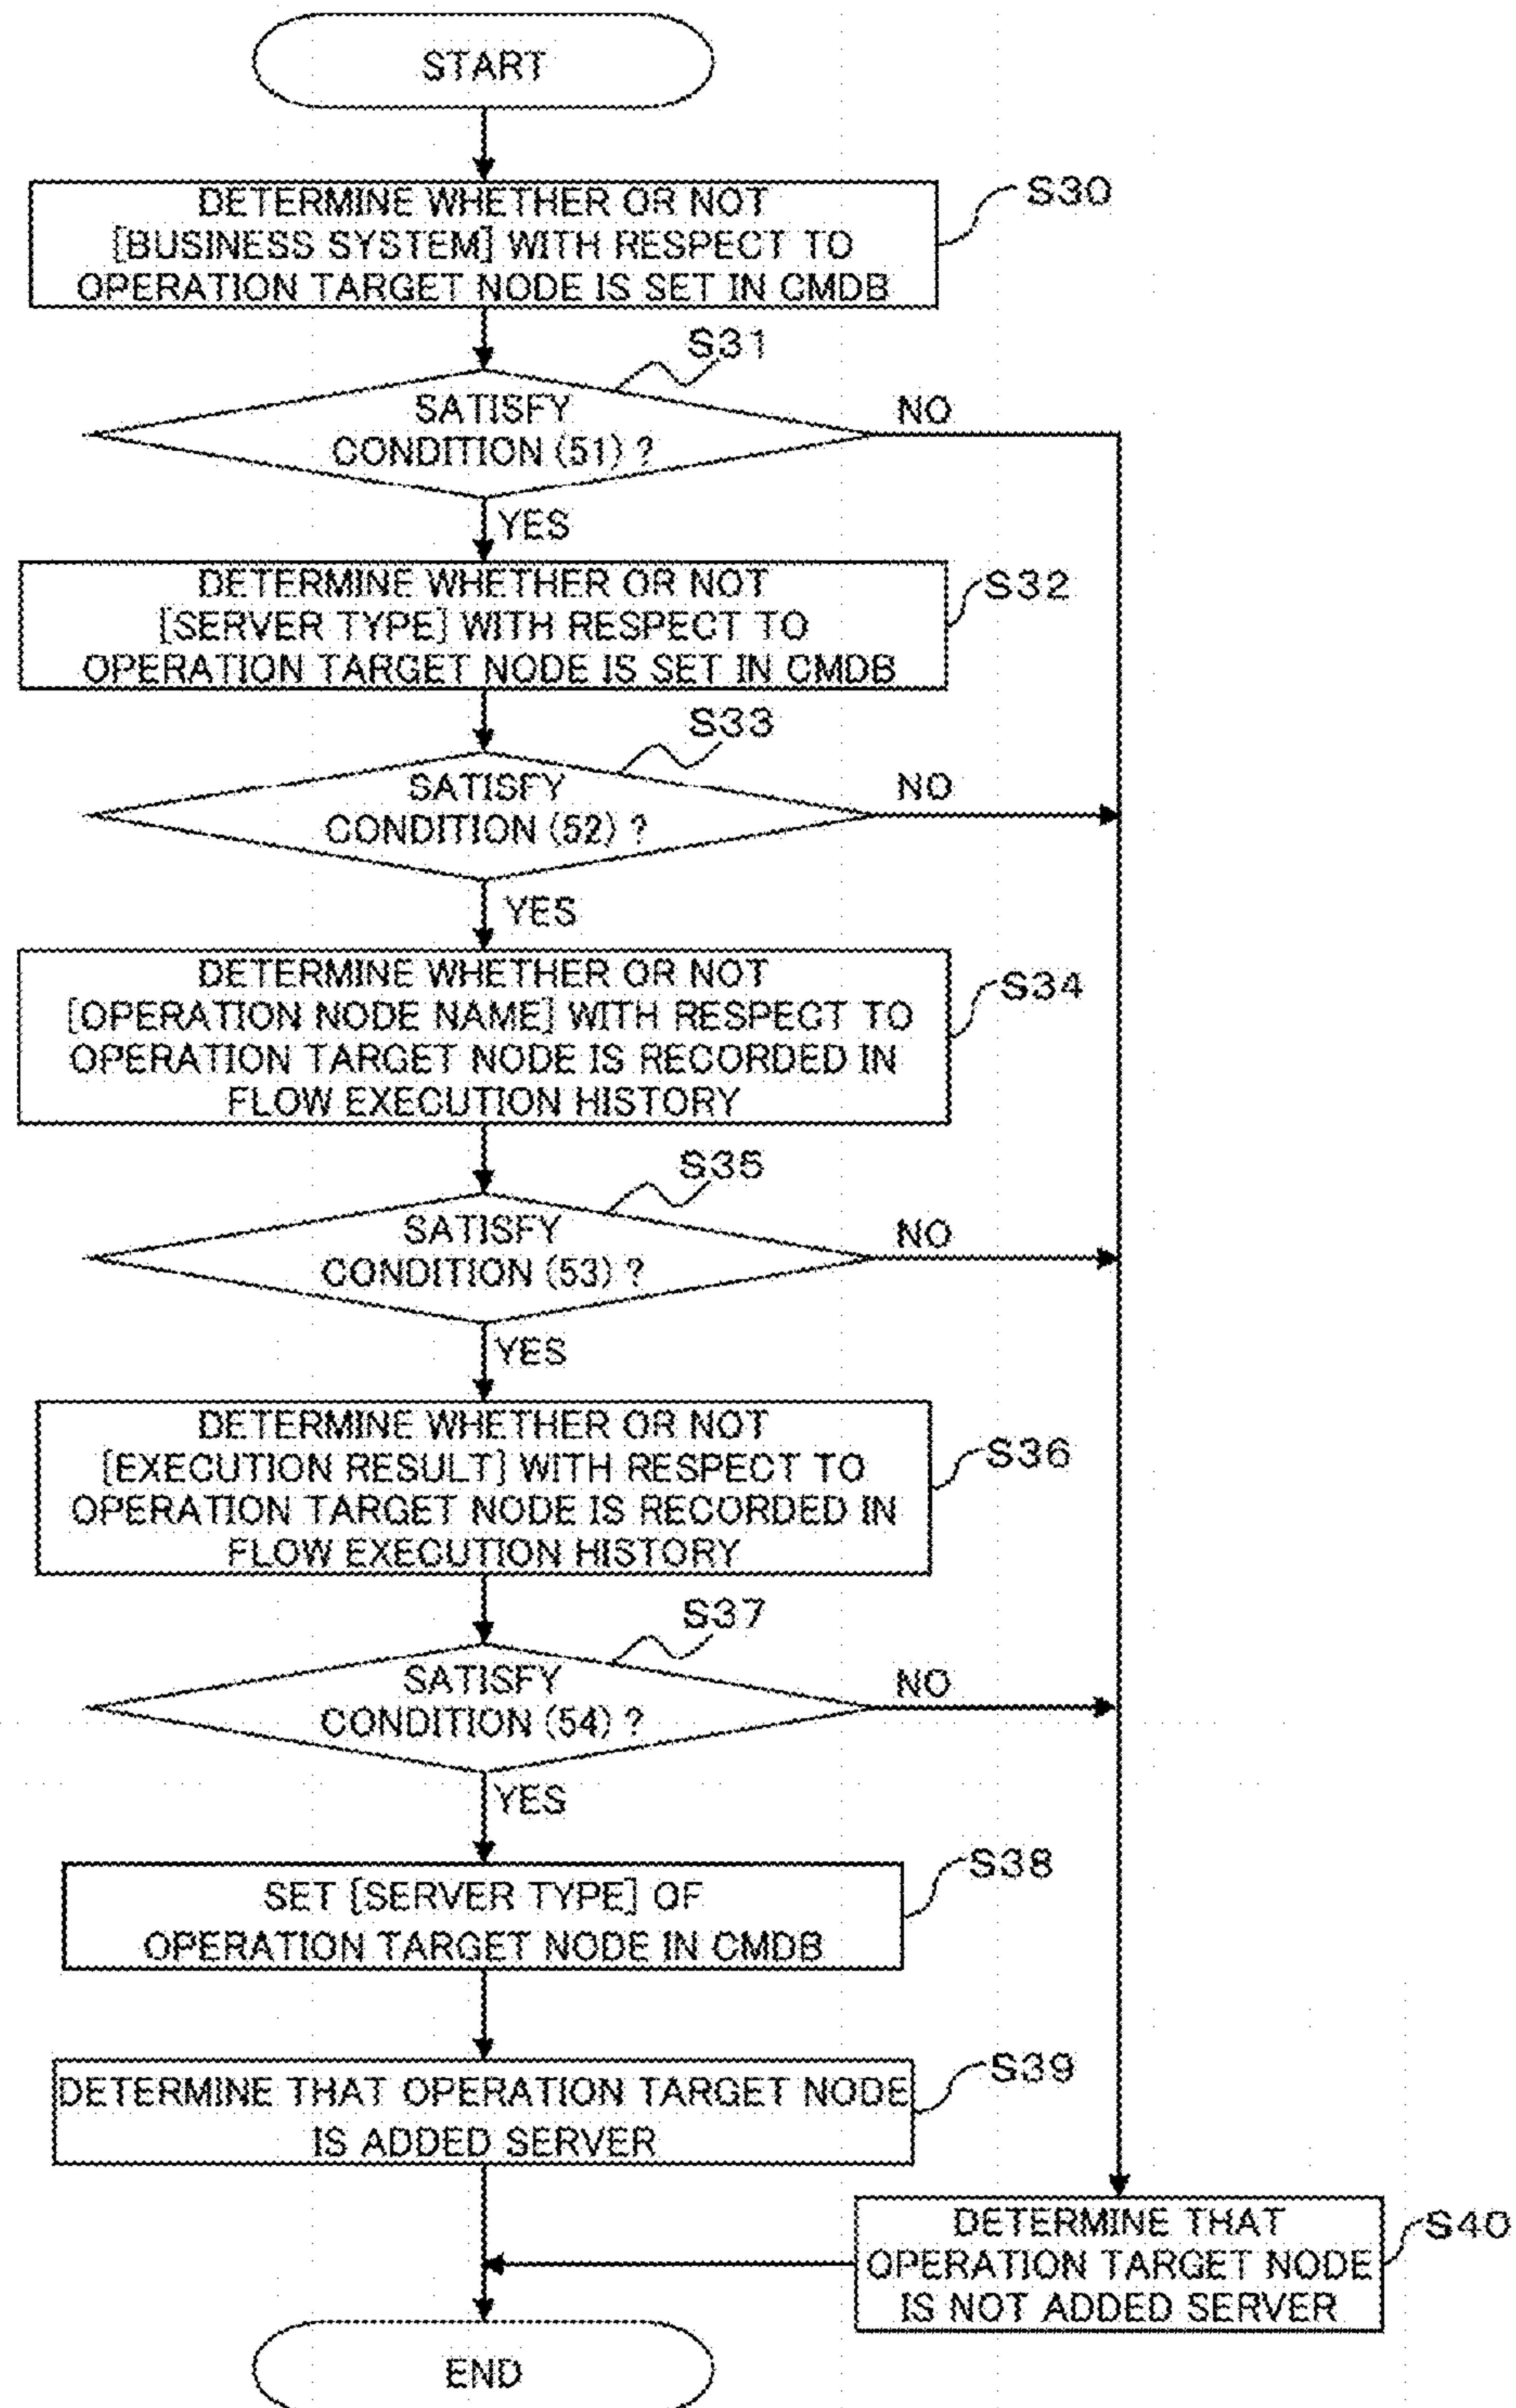 START
DETERMINE WHETHER OR NOT
[BUSINESS SYSTEM] WITH RESPECT TO
OPERATION TARGET NODE IS SET IN CMDB
S30
S31
SATISFY
CONDITION (51) ?
NO
YES
DETERMINE WHETHER OR NOT
[SERVER TYPE] WITH RESPECT TO
OPERATION TARGET NODE IS SET IN CMDB
S32
S33
SATISFY
CONDITION (52) ?
NO
YES
DETERMINE WHETHER OR NOT
[OPERATION NODE NAME] WITH RESPECT TO
OPERATION TARGET NODE IS RECORDED IN
FLOW EXECUTION HISTORY
S34
S35
SATISFY
CONDITION (53) ?
NO
YES
DETERMINE WHETHER OR NOT
[EXECUTION RESULT] WITH RESPECT TO
OPERATION TARGET NODE IS RECORDED IN
FLOW EXECUTION HISTORY
S36
S37
SATISFY
CONDITION (54) ?
NO
YES
SET [SERVER TYPE] OF
OPERATION TARGET NODE IN CMDB
S38
DETERMINE THAT OPERATION TARGET NODE
IS ADDED SERVER
S39
DETERMINE THAT
OPERATION TARGET NODE
IS NOT ADDED SERVER
S40
END